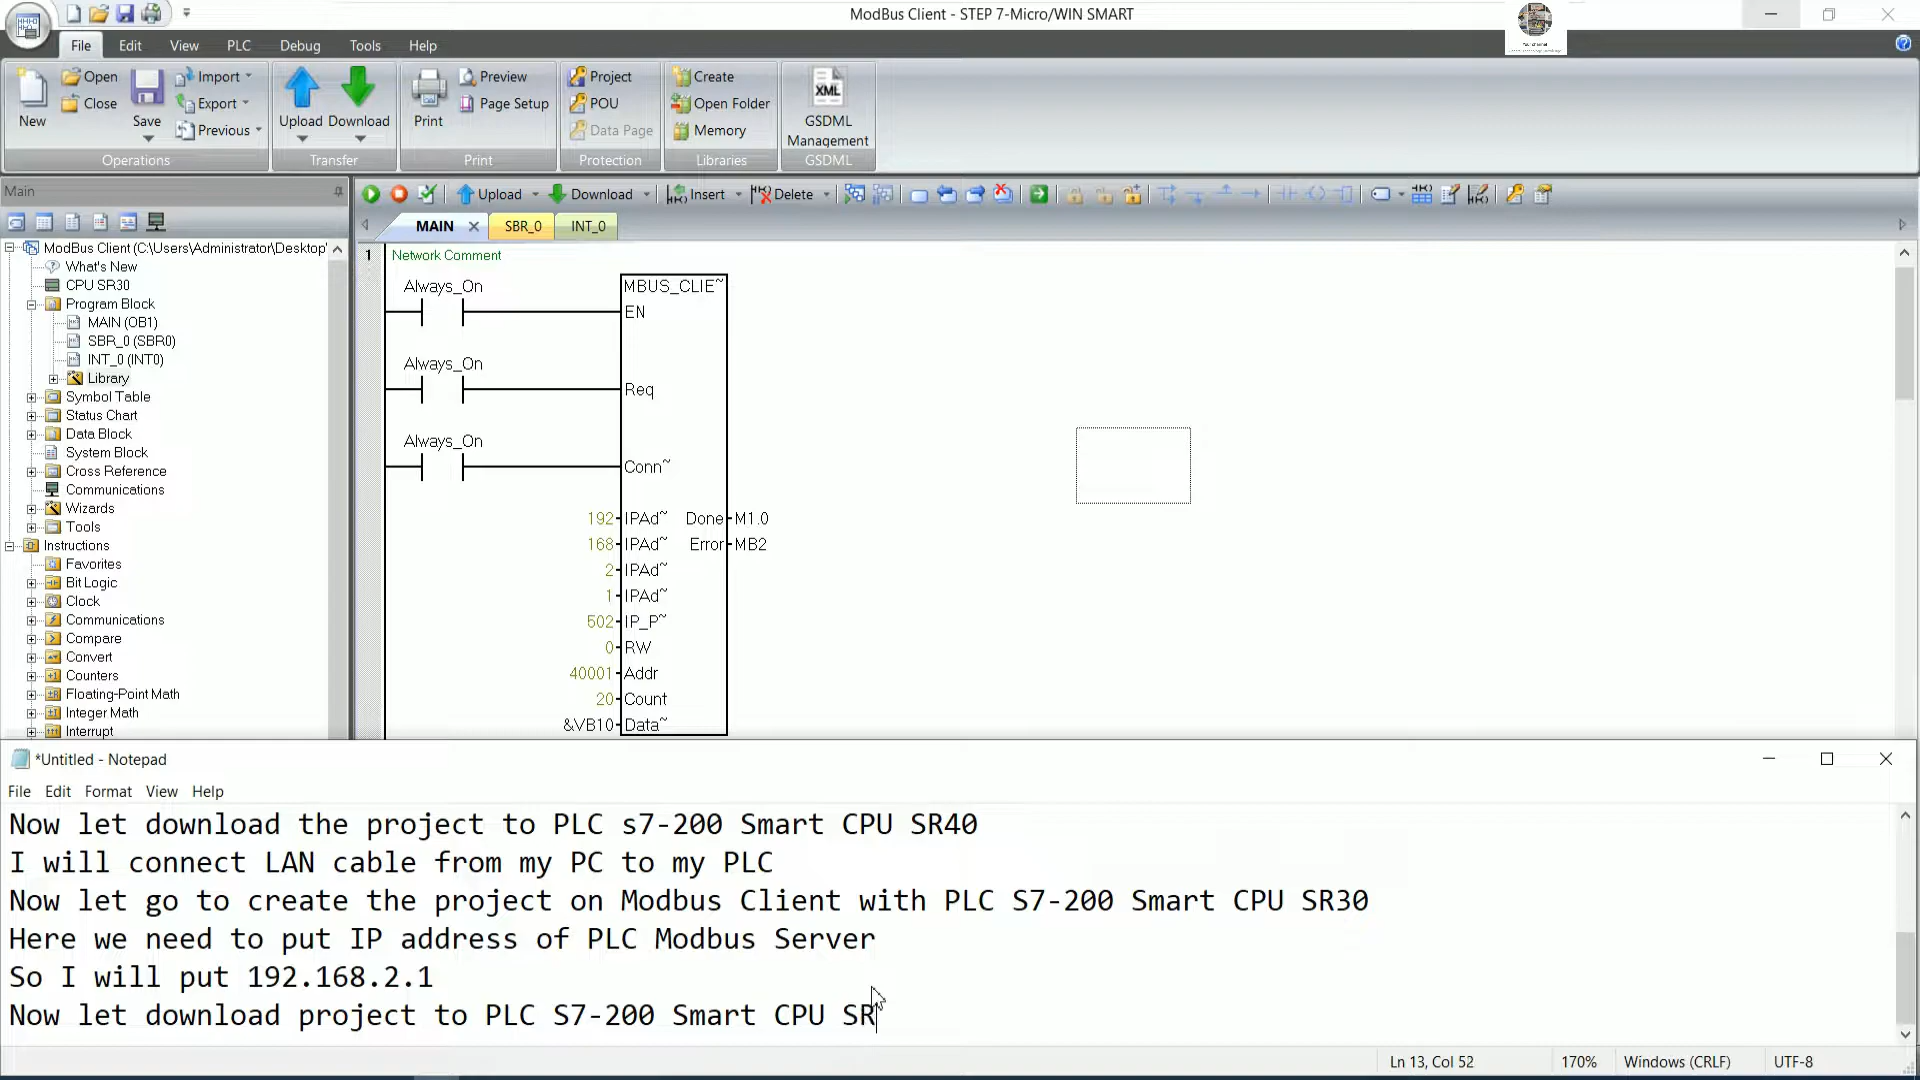 ModBus Client - STEP 7-Micro/WIN SMART
File Edit View PLC Debug Tools Help
New
Open
Close
Save
Import
Export
Previous
Operations
Upload
Download
Transfer
Print
Preview
Page Setup
Print
Project
POU
Data Page
Protection
Create
Open Folder
Memory
Libraries
XML
GSDML
Management
GSDML
Main
Upload Download Insert Delete
MAIN SBR_0 INT_0
ModBus Client (C:\Users\Administrator\Desktop'
What's New
CPU SR30
Program Block
MAIN (OB1)
SBR_0 (SBR0)
INT_0 (INT0)
Library
Symbol Table
Status Chart
Data Block
System Block
Cross Reference
Communications
Wizards
Tools
Instructions
Favorites
Bit Logic
Clock
Communications
Compare
Convert
Counters
Floating-Point Math
Integer Math
Interrupt
1 Network Comment
Always_On MBUS_CLIE~
EN
Always_On
Req
Always_On
Conn~
192 IPAd~ Done M1.0
168 IPAd~ Error MB2
2 IPAd~
1 IPAd~
502 IP_P~
0 RW
40001 Addr
20 Count
&VB10 Data~
*Untitled - Notepad
File Edit Format View Help
Now let download the project to PLC s7-200 Smart CPU SR40
I will connect LAN cable from my PC to my PLC
Now let go to create the project on Modbus Client with PLC S7-200 Smart CPU SR30
Here we need to put IP address of PLC Modbus Server
So I will put 192.168.2.1
Now let download project to PLC S7-200 Smart CPU SR
Ln 13, Col 52 170% Windows (CRLF) UTF-8